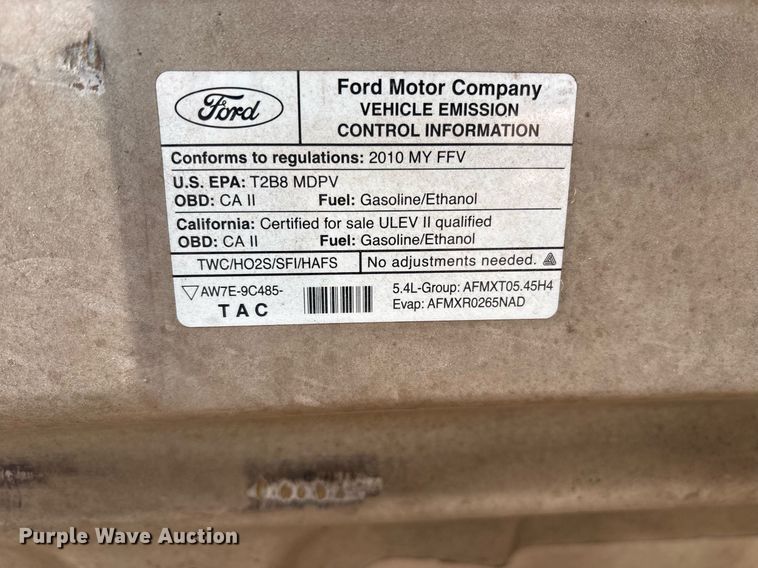 Ford
Ford Motor Company
VEHICLE EMISSION
CONTROL INFORMATION
Conforms to regulations: 2010 MY FFV
U.S. EPA: T2B8 MDPV
OBD: CA II Fuel: Gasoline/Ethanol
California: Certified for sale ULEV II qualified
OBD: CA II Fuel: Gasoline/Ethanol
TWC/HO2S/SFI/HAFS No adjustments needed.
AW7E-9C485-
TAC
5.4L-Group: AFMXT05.45H4
Evap: AFMXR0265NAD
Purple Wave Auction